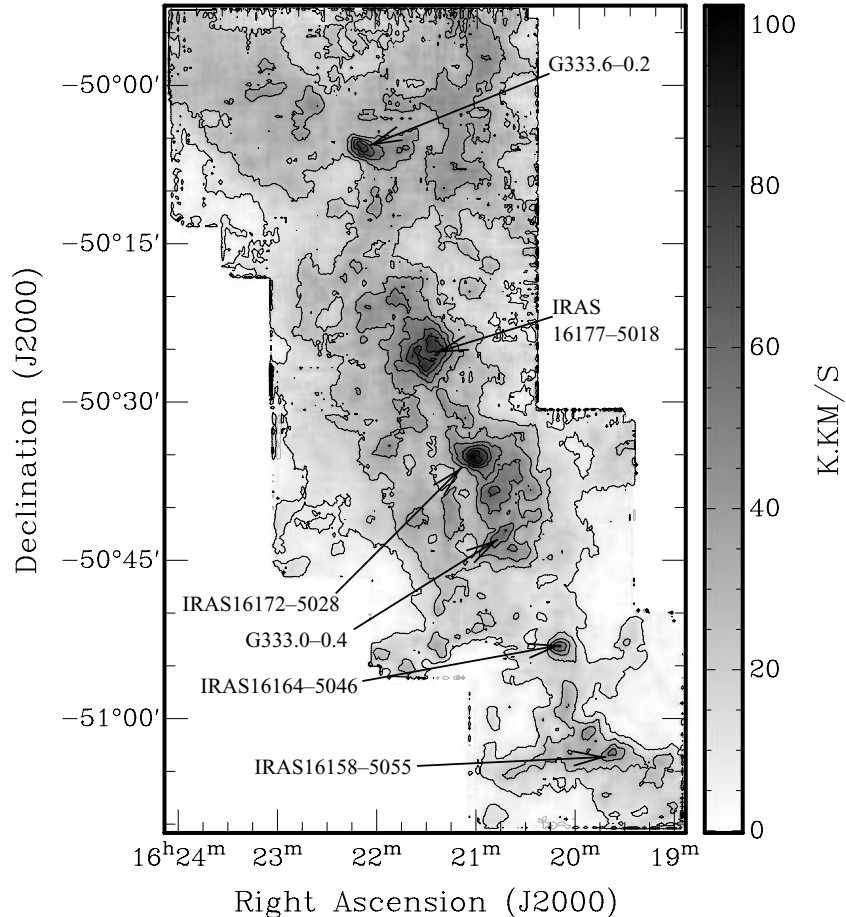 G333.6–0.2
IRAS
16177–5018
IRAS16172–5028
G333.0–0.4
IRAS16164–5046
IRAS16158–5055
−50°00′
−50°15′
−50°30′
−50°45′
−51°00′
Declination (J2000)
16ʰ24ᵐ 23ᵐ 22ᵐ 21ᵐ 20ᵐ 19ᵐ
Right Ascension (J2000)
100
80
60
40
20
0
K.KM/S